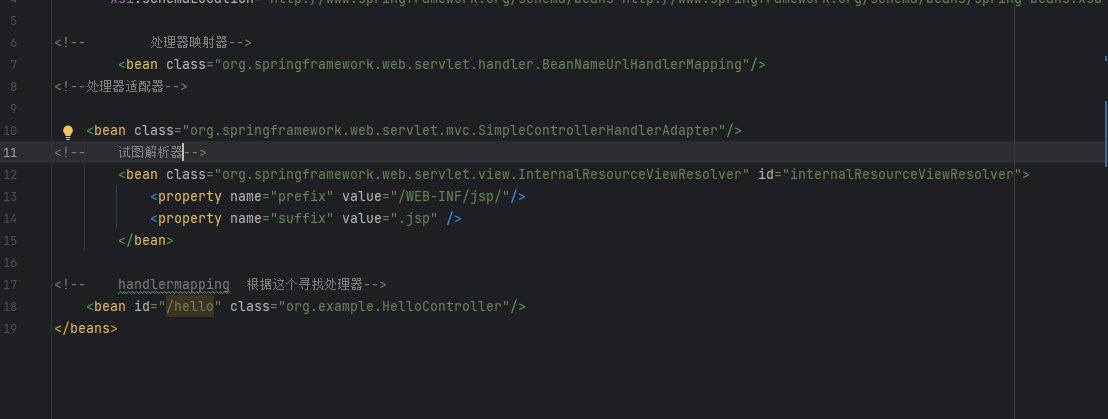 4 xsi:schemaLocation="http://www.springframework.org/schema/beans http://www.springframework.org/schema/beans/spring-beans.xsd
5
6 <!-- 处理器映射器-->
7 <bean class="org.springframework.web.servlet.handler.BeanNameUrlHandlerMapping"/>
8 <!--处理器适配器-->
9
10 <bean class="org.springframework.web.servlet.mvc.SimpleControllerHandlerAdapter"/>
11 <!-- 试图解析器-->
12 <bean class="org.springframework.web.servlet.view.InternalResourceViewResolver" id="internalResourceViewResolver">
13 <property name="prefix" value="/WEB-INF/jsp/"/>
14 <property name="suffix" value=".jsp" />
15 </bean>
16
17 <!-- handlermapping 根据这个寻找处理器-->
18 <bean id="/hello" class="org.example.HelloController"/>
19 </beans>